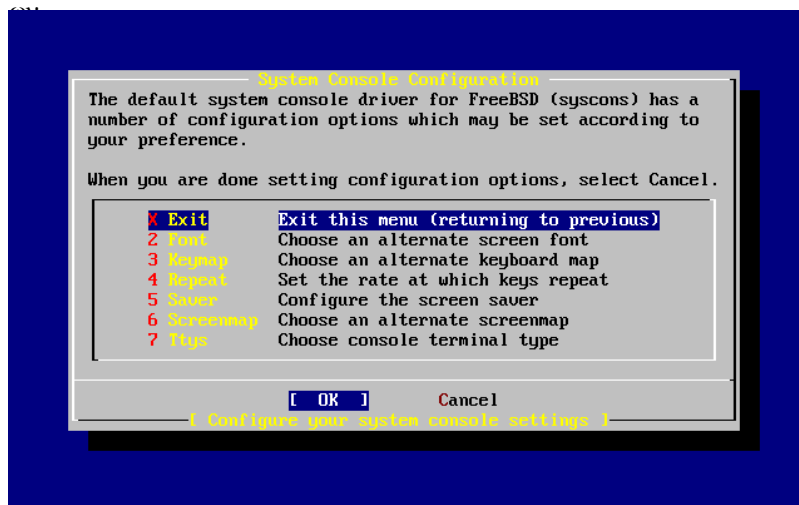 System Console Configuration
The default system console driver for FreeBSD (syscons) has a
number of configuration options which may be set according to
your preference.
When you are done setting configuration options, select Cancel.
X Exit Exit this menu (returning to previous)
2 Font Choose an alternate screen font
3 Keymap Choose an alternate keyboard map
4 Repeat Set the rate at which keys repeat
5 Saver Configure the screen saver
6 Screenmap Choose an alternate screenmap
7 Ttys Choose console terminal type
[ OK ] Cancel
[ Configure your system console settings ]